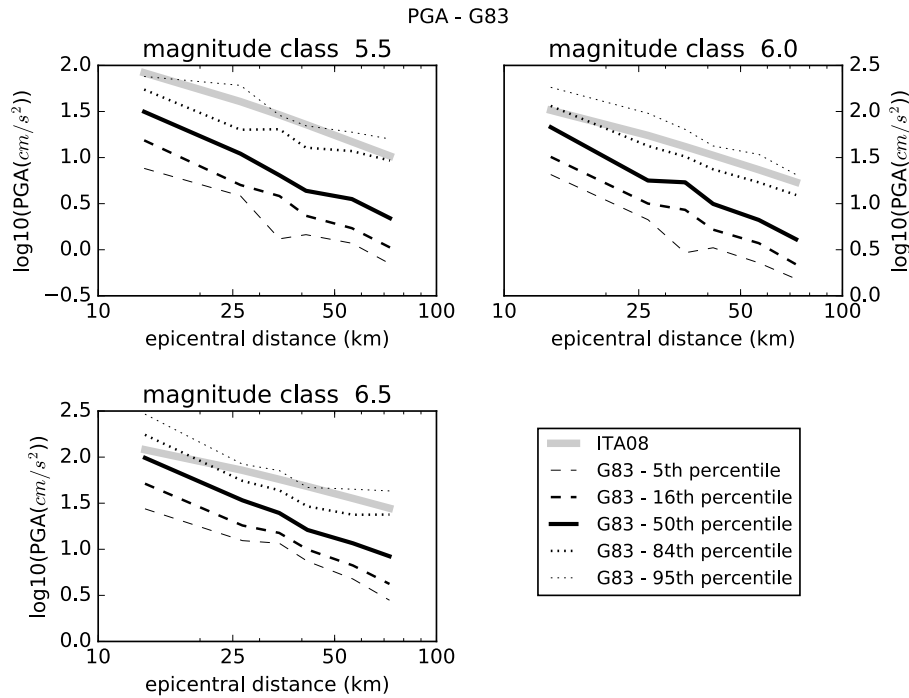 PGA - G83
magnitude class 5.5
log10(PGA(cm/s²))
2.0
1.5
1.0
0.5
0.0
−0.5
10
25
50
100
epicentral distance (km)
magnitude class 6.0
log10(PGA(cm/s²))
2.5
2.0
1.5
1.0
0.5
0.0
10
25
50
100
epicentral distance (km)
magnitude class 6.5
log10(PGA(cm/s²))
2.5
2.0
1.5
1.0
0.5
0.0
10
25
50
100
epicentral distance (km)
ITA08
G83 - 5th percentile
G83 - 16th percentile
G83 - 50th percentile
G83 - 84th percentile
G83 - 95th percentile